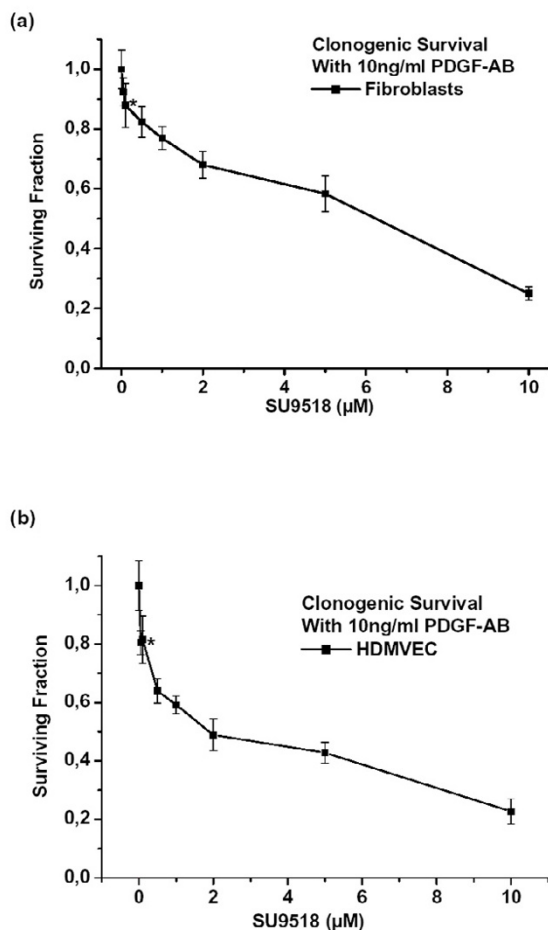 (a)
Clonogenic Survival
With 10ng/ml PDGF-AB
Fibroblasts
1,0
*
0,8
0,6
0,4
0,2
0,0
Surviving Fraction
0 2 4 6 8 10
SU9518 (µM)
(b)
1,0
Clonogenic Survival
With 10ng/ml PDGF-AB
HDMVEC
0,8
*
0,6
0,4
0,2
0,0
Surviving Fraction
0 2 4 6 8 10
SU9518 (µM)